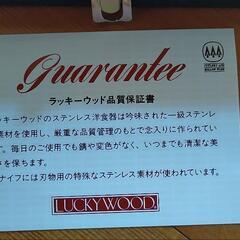 Guarantee
ラッキーウッド品質保証書
ッキーウッドのステンレス洋食器は吟味された一級ステンレ
素材を使用し、厳重な品質管理のもとで念入りに作られてい
す。毎日のご使用でも錆や変色がなく、いつまでも清潔な美
さを保ちます。
ナイフには刃物用の特殊なステンレス素材が使われています。
LUCKYWOOD